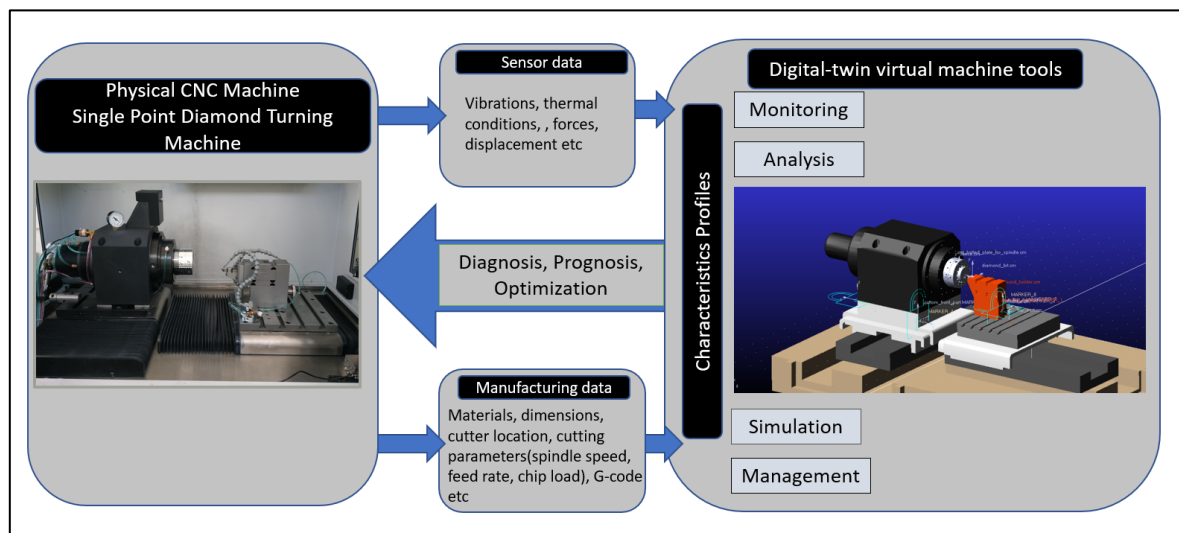 Physical CNC Machine
Single Point Diamond Turning
Machine
Sensor data
Vibrations, thermal
conditions, , forces,
displacement etc
Diagnosis, Prognosis,
Optimization
Manufacturing data
Materials, dimensions,
cutter location, cutting
parameters(spindle speed,
feed rate, chip load), G-code
etc
Characteristics Profiles
Digital-twin virtual machine tools
Monitoring
Analysis
Simulation
Management